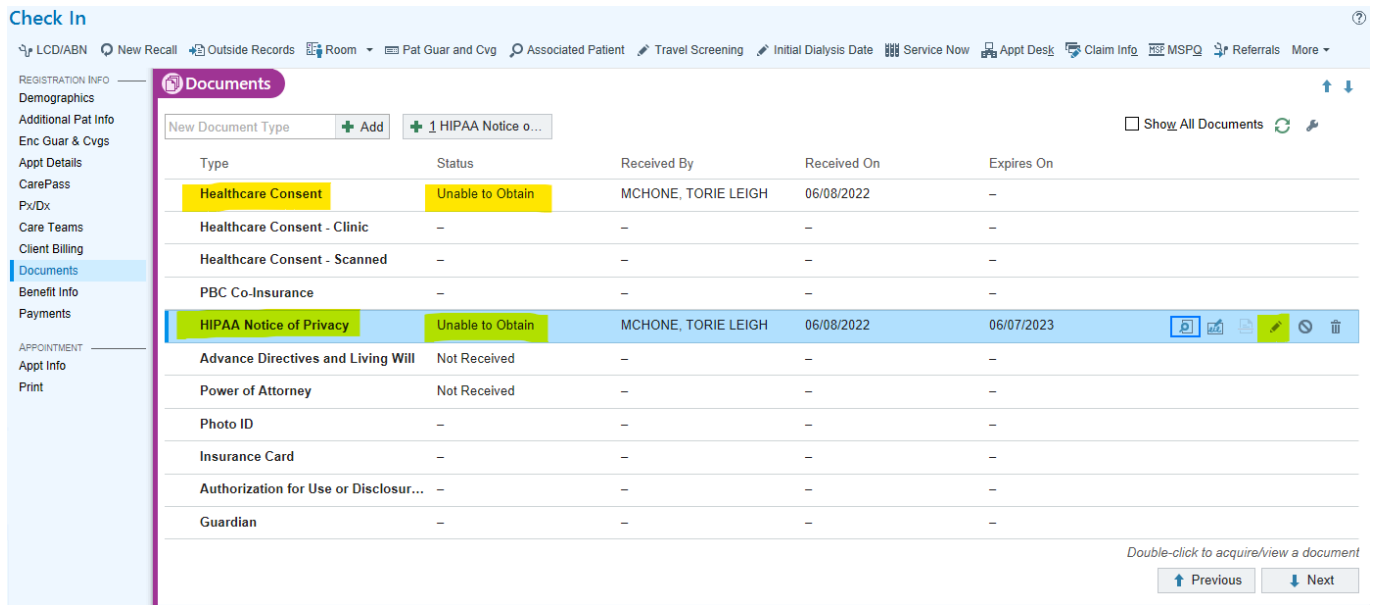 Check In
LCD/ABN New Recall Outside Records Room Pat Guar and Cvg Associated Patient Travel Screening Initial Dialysis Date Service Now Appt Desk Claim Info MSP MSPQ Referrals More
REGISTRATION INFO
Demographics
Additional Pat Info
Enc Guar & Cvgs
Appt Details
CarePass
Px/Dx
Care Teams
Client Billing
Documents
Benefit Info
Payments
APPOINTMENT
Appt Info
Print
Documents
New Document Type Add 1 HIPAA Notice o... Show All Documents
Type Status Received By Received On Expires On
Healthcare Consent Unable to Obtain MCHONE, TORIE LEIGH 06/08/2022 –
Healthcare Consent - Clinic – – – –
Healthcare Consent - Scanned – – – –
PBC Co-Insurance – – – –
HIPAA Notice of Privacy Unable to Obtain MCHONE, TORIE LEIGH 06/08/2022 06/07/2023
Advance Directives and Living Will Not Received – – –
Power of Attorney Not Received – – –
Photo ID – – – –
Insurance Card – – – –
Authorization for Use or Disclosur... – – – –
Guardian – – – –
Double-click to acquire/view a document
Previous Next